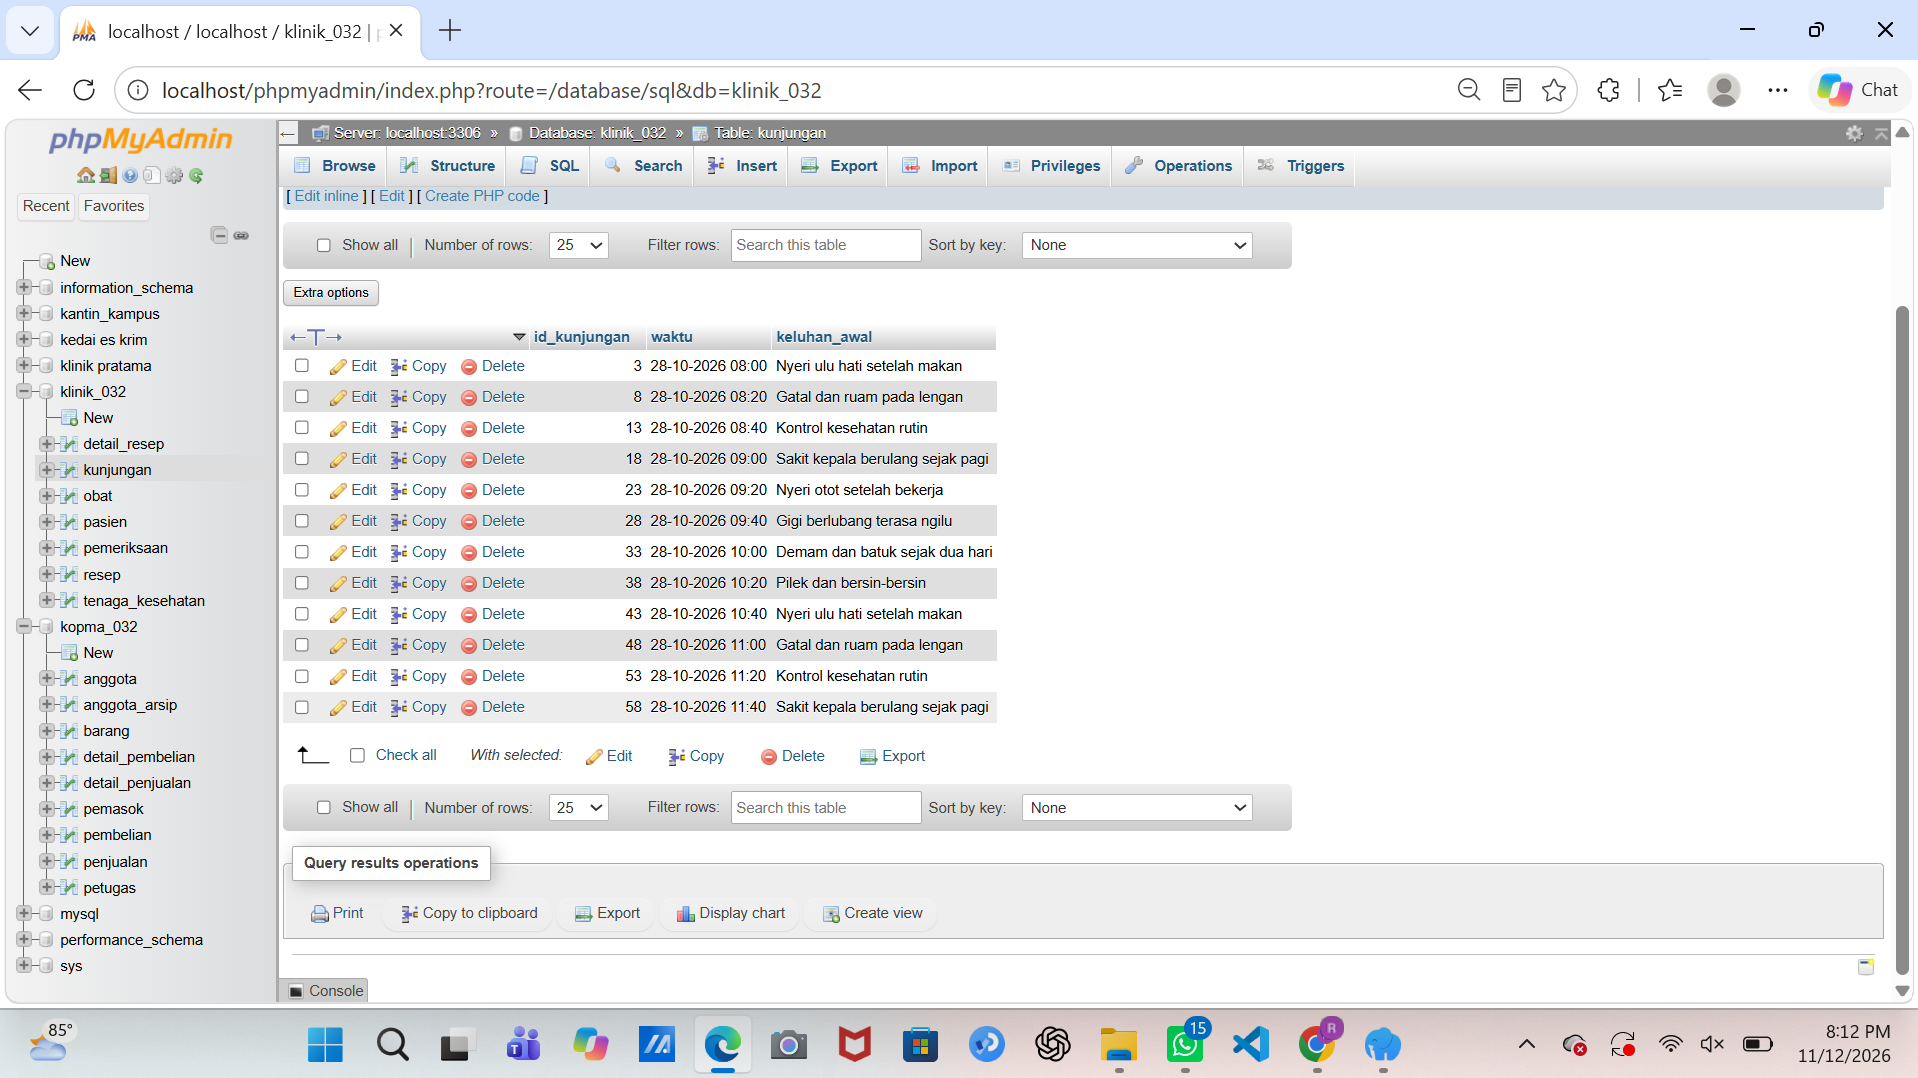 localhost / localhost / klinik_032 |
localhost/phpmyadmin/index.php?route=/database/sql&db=klinik_032
Chat
phpMyAdmin
Recent Favorites
New
information_schema
kantin_kampus
kedai es krim
klinik pratama
klinik_032
New
detail_resep
kunjungan
obat
pasien
pemeriksaan
resep
tenaga_kesehatan
kopma_032
New
anggota
anggota_arsip
barang
detail_pembelian
detail_penjualan
pemasok
pembelian
penjualan
petugas
mysql
performance_schema
sys
Server: localhost:3306 » Database: klinik_032 » Table: kunjungan
Browse Structure SQL Search Insert Export Import Privileges Operations Triggers
[ Edit inline ] [ Edit ] [ Create PHP code ]
Show all Number of rows: 25 Filter rows: Search this table Sort by key: None
Extra options
id_kunjungan waktu keluhan_awal
Edit Copy Delete 3 28-10-2026 08:00 Nyeri ulu hati setelah makan
Edit Copy Delete 8 28-10-2026 08:20 Gatal dan ruam pada lengan
Edit Copy Delete 13 28-10-2026 08:40 Kontrol kesehatan rutin
Edit Copy Delete 18 28-10-2026 09:00 Sakit kepala berulang sejak pagi
Edit Copy Delete 23 28-10-2026 09:20 Nyeri otot setelah bekerja
Edit Copy Delete 28 28-10-2026 09:40 Gigi berlubang terasa ngilu
Edit Copy Delete 33 28-10-2026 10:00 Demam dan batuk sejak dua hari
Edit Copy Delete 38 28-10-2026 10:20 Pilek dan bersin-bersin
Edit Copy Delete 43 28-10-2026 10:40 Nyeri ulu hati setelah makan
Edit Copy Delete 48 28-10-2026 11:00 Gatal dan ruam pada lengan
Edit Copy Delete 53 28-10-2026 11:20 Kontrol kesehatan rutin
Edit Copy Delete 58 28-10-2026 11:40 Sakit kepala berulang sejak pagi
Check all With selected: Edit Copy Delete Export
Show all Number of rows: 25 Filter rows: Search this table Sort by key: None
Query results operations
Print Copy to clipboard Export Display chart Create view
Console
85°
15
R
8:12 PM
11/12/2026